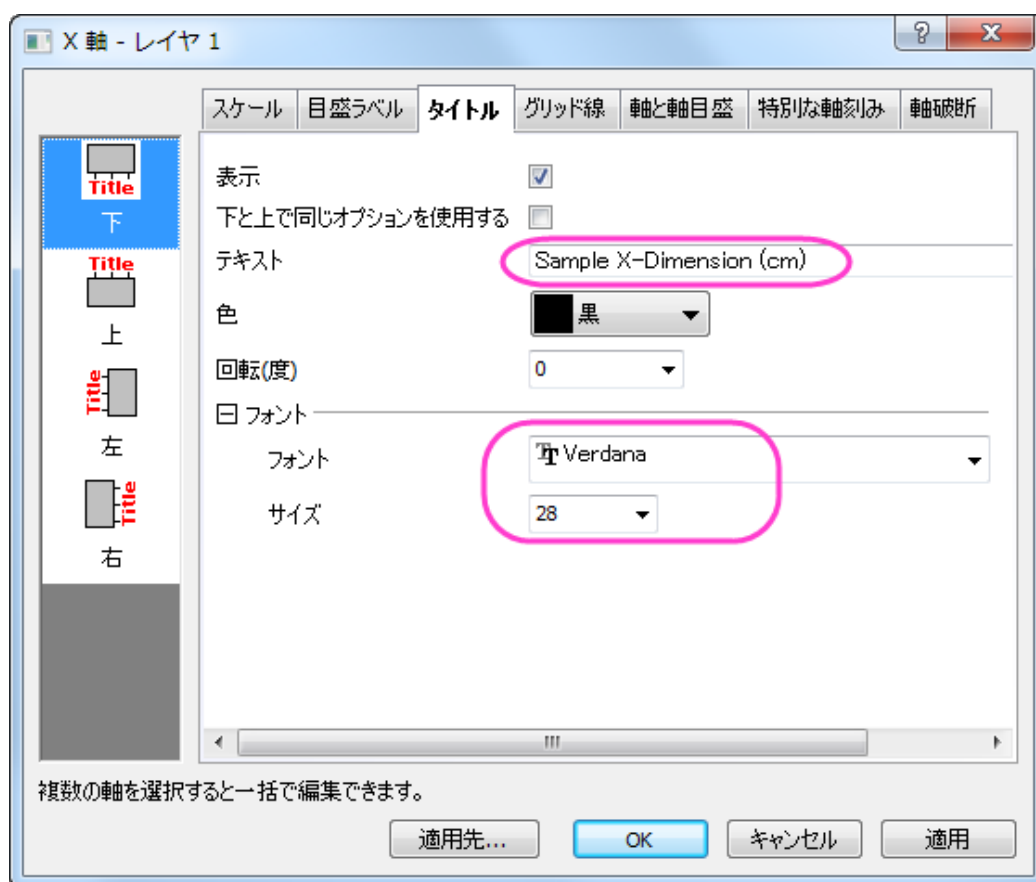 X 軸 - レイヤ 1
スケール 目盛ラベル タイトル グリッド線 軸と軸目盛 特別な軸刻み 軸破断
Title
下
Title
上
Title
左
Title
右
表示
下と上で同じオプションを使用する
テキスト Sample X-Dimension (cm)
色 黒
回転(度) 0
フォント
フォント Verdana
サイズ 28
複数の軸を選択すると一括で編集できます。
適用先... OK キャンセル 適用